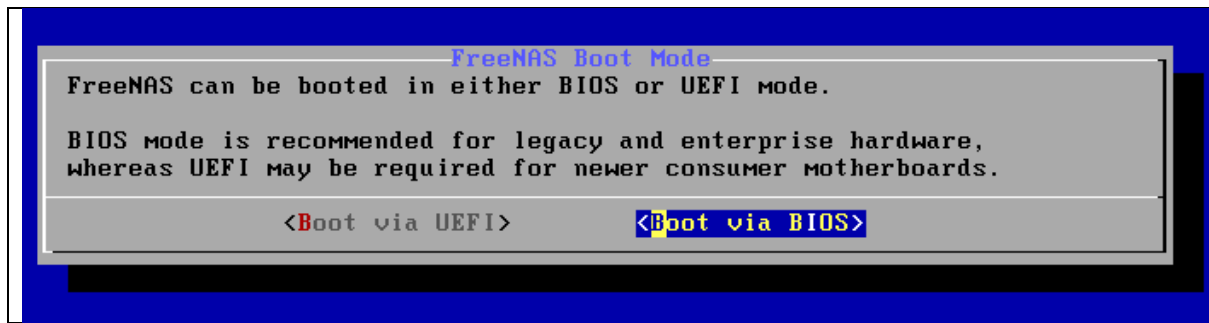 FreeNAS Boot Mode
FreeNAS can be booted in either BIOS or UEFI mode.
BIOS mode is recommended for legacy and enterprise hardware,
whereas UEFI may be required for newer consumer motherboards.
<Boot via UEFI> <Boot via BIOS>